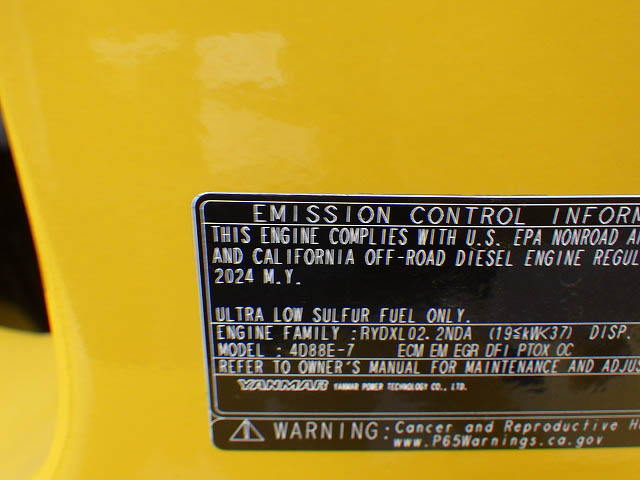 EMISSION CONTROL INFORM
THIS ENGINE COMPLIES WITH U.S. EPA NONROAD A
AND CALIFORNIA OFF-ROAD DIESEL ENGINE REGUL
2024 M.Y.
ULTRA LOW SULFUR FUEL ONLY.
ENGINE FAMILY :RYDXL02.2NDA (19≤kW<37) DISP.
MODEL : 4D88E-7 ECM EM EGR DFI PTOX OC
REFER TO OWNER'S MANUAL FOR MAINTENANCE AND ADJUS
YANMAR YANMAR POWER TECHNOLOGY CO., LTD.
WARNING: Cancer and Reproductive H
www.P65Warnings.ca.gov